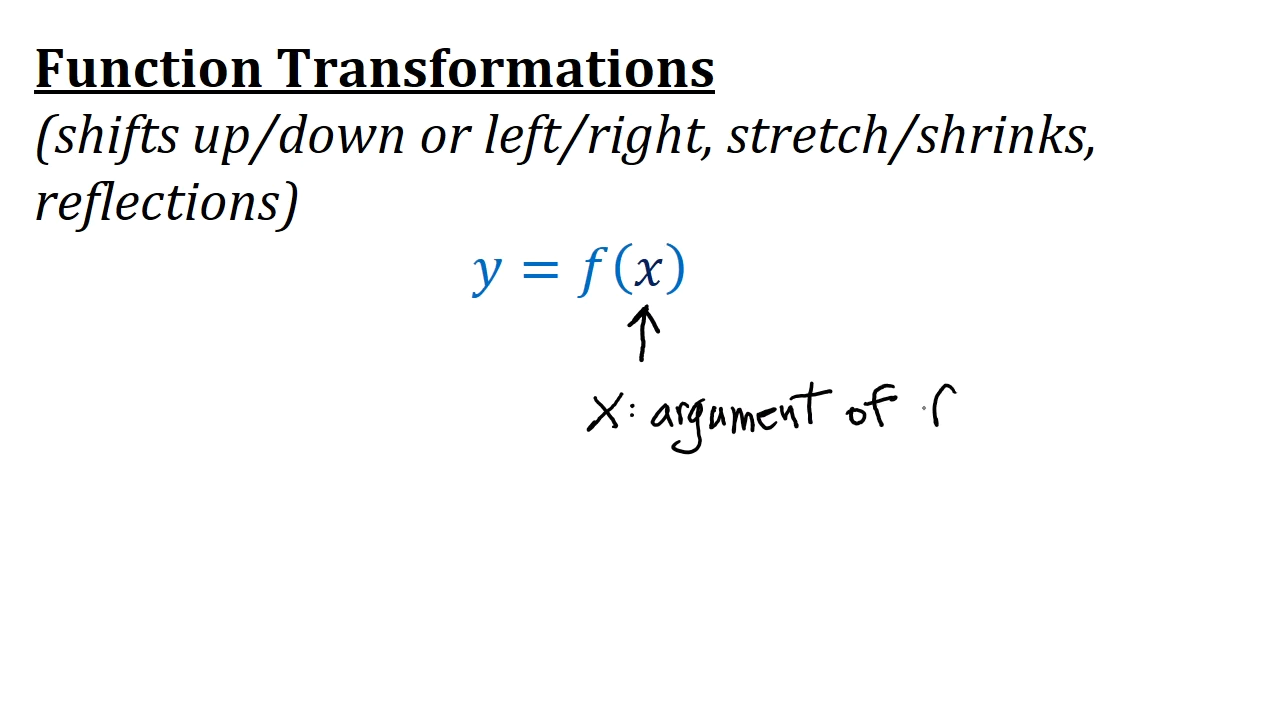 Function Transformations
(shifts up/down or left/right, stretch/shrinks,
reflections)
y = f(x)
x: argument of